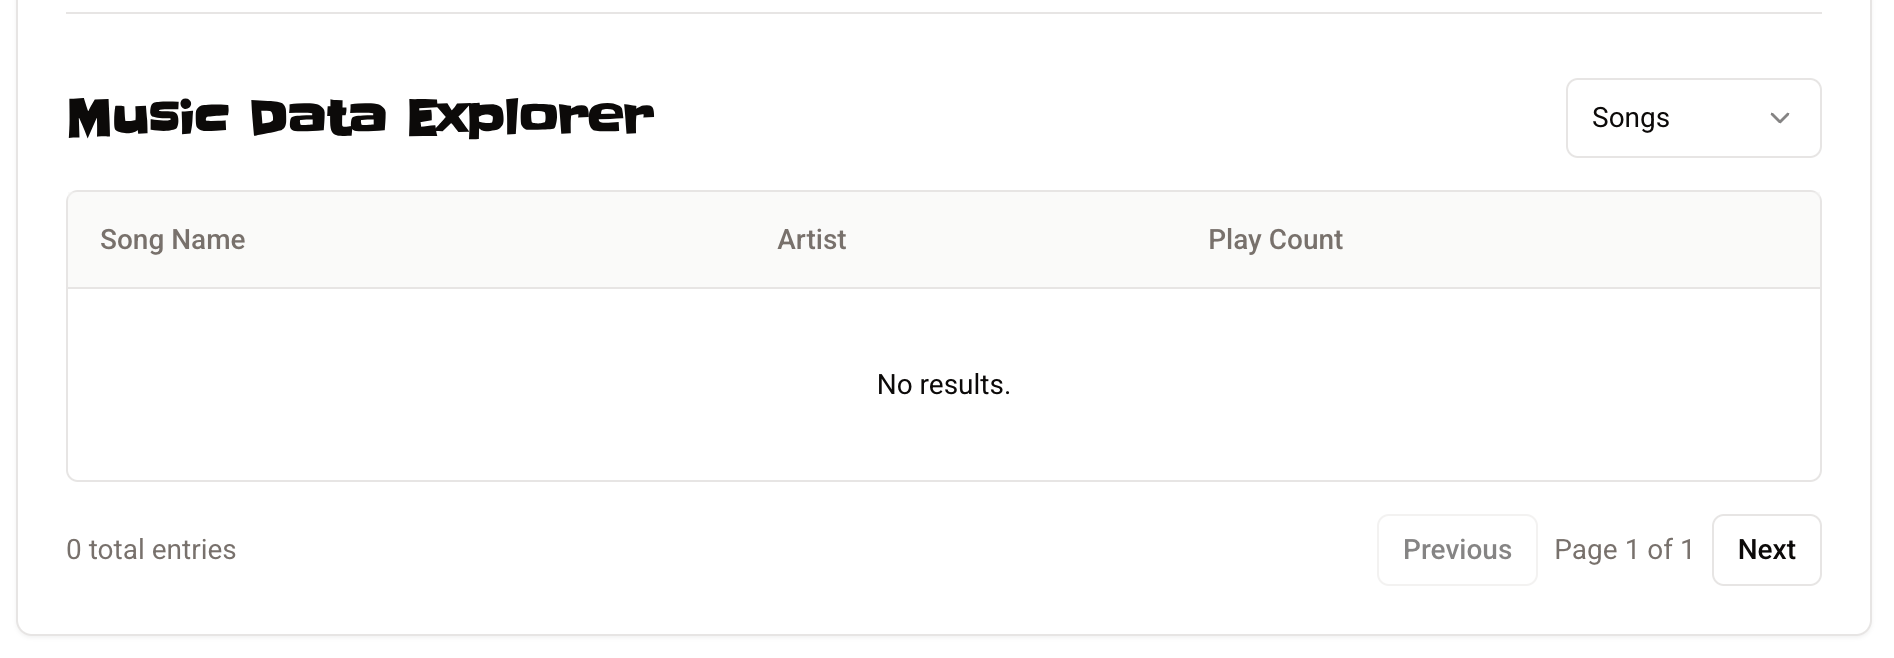 Music Data Explorer
Songs
Song Name Artist Play Count
No results.
0 total entries Previous Page 1 of 1 Next